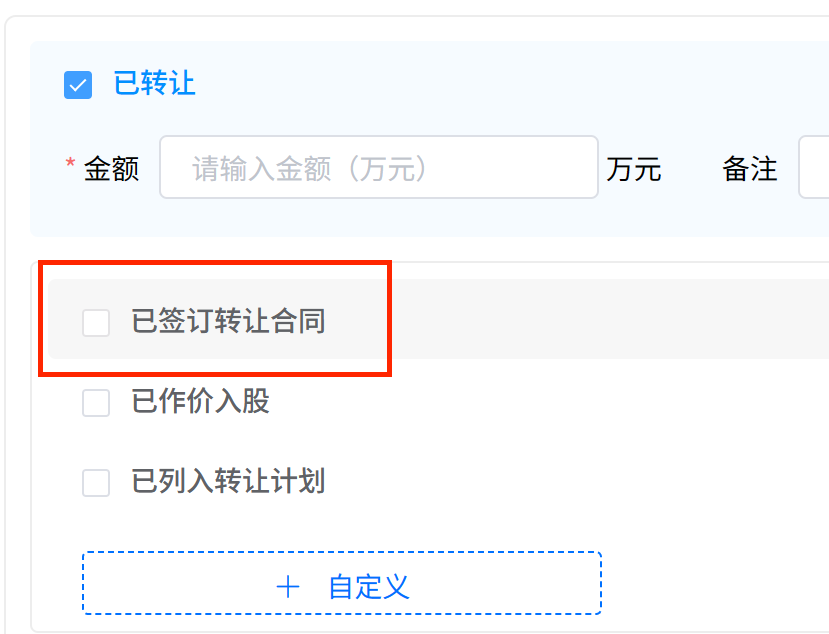 已转让
* 金额 请输入金额（万元） 万元 备注
已签订转让合同
已作价入股
已列入转让计划
+ 自定义